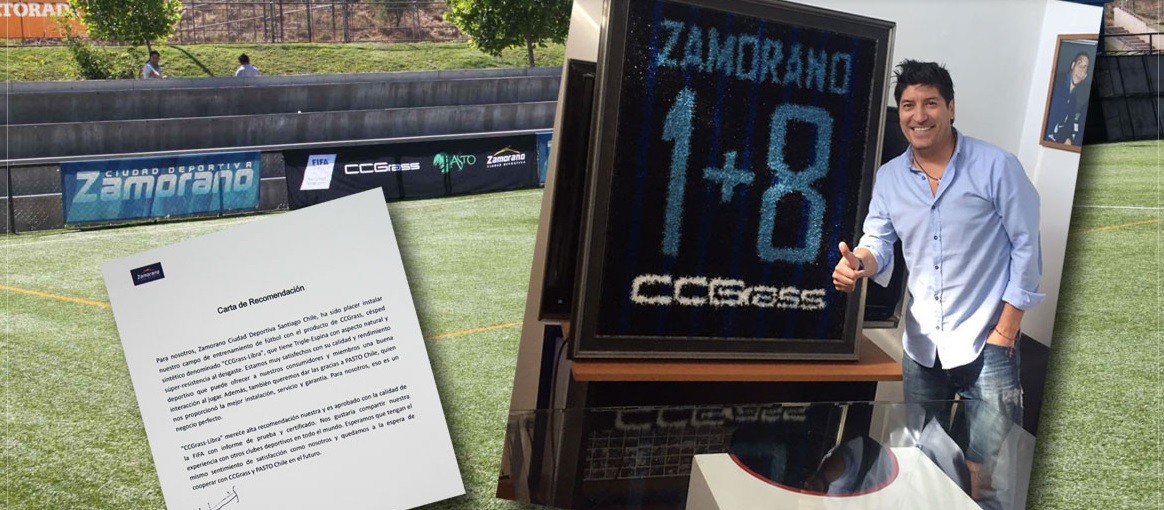 TORADE
CIUDAD DEPORTIVA
Zamorano
FIFA
CCGrass
PASTO
Zamorano
CIUDAD DEPORTIVA
ZAMORANO
1+8
CCGrass
Zamorano
Carta de Recomendación
Para nosotros, Zamorano Ciudad Deportiva Santiago Chile, ha sido placer instalar
nuestro campo de entrenamiento de fútbol con el producto de CCGrass, césped
sintético denominado "CCGrass-Libra", que tiene Triple-Espina con aspecto natural y
súper-resistencia al desgaste. Estamos muy satisfechos con su calidad y rendimiento
deportivo que puede ofrecer a nuestros consumidores y miembros una buena
interacción al jugar. Además, también queremos dar las gracias a PASTO Chile, quien
nos proporcionó la mejor instalación, servicio y garantía. Para nosotros, eso es un
negocio perfecto.
"CCGrass-Libra" merece alta recomendación nuestra y es aprobado con la calidad de
la FIFA con informe de prueba y certificado. Nos gustaría compartir nuestra
experiencia con otros clubes deportivos en todo el mundo. Esperamos que tengan el
mismo sentimiento de satisfacción como nosotros y quedamos a la espera de
cooperar con CCGrass y PASTO Chile en el futuro.